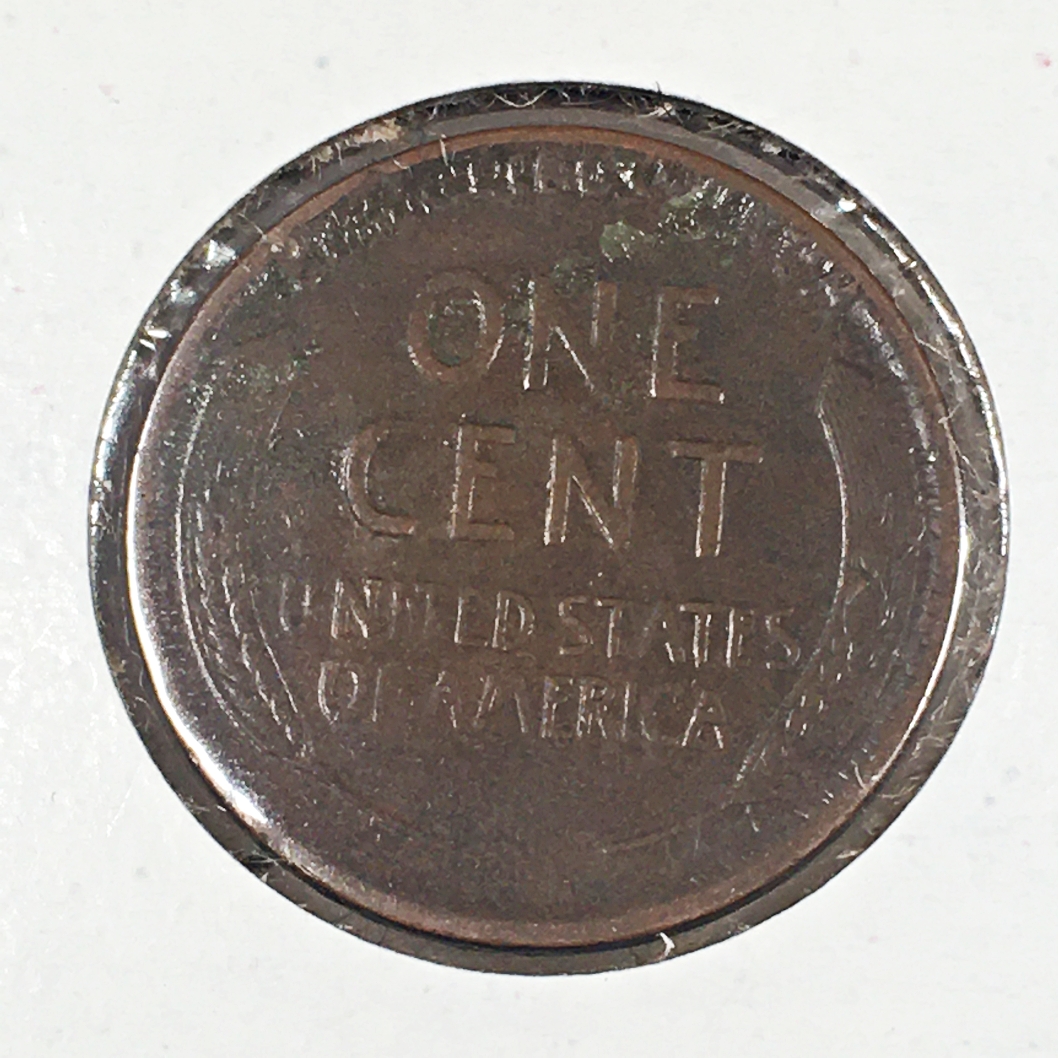 ONE
CENT
UNITED STATES
OF AMERICA